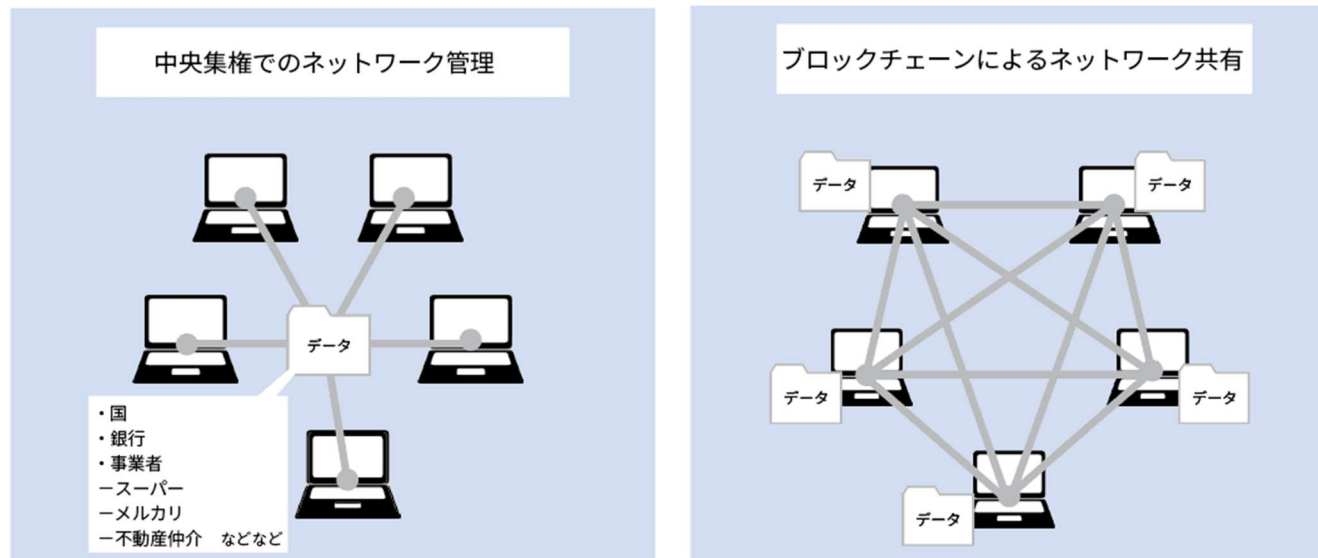 中央集権でのネットワーク管理
データ
・国
・銀行
・事業者
－スーパー
－メルカリ
－不動産仲介　などなど
ブロックチェーンによるネットワーク共有
データ
データ
データ
データ
データ